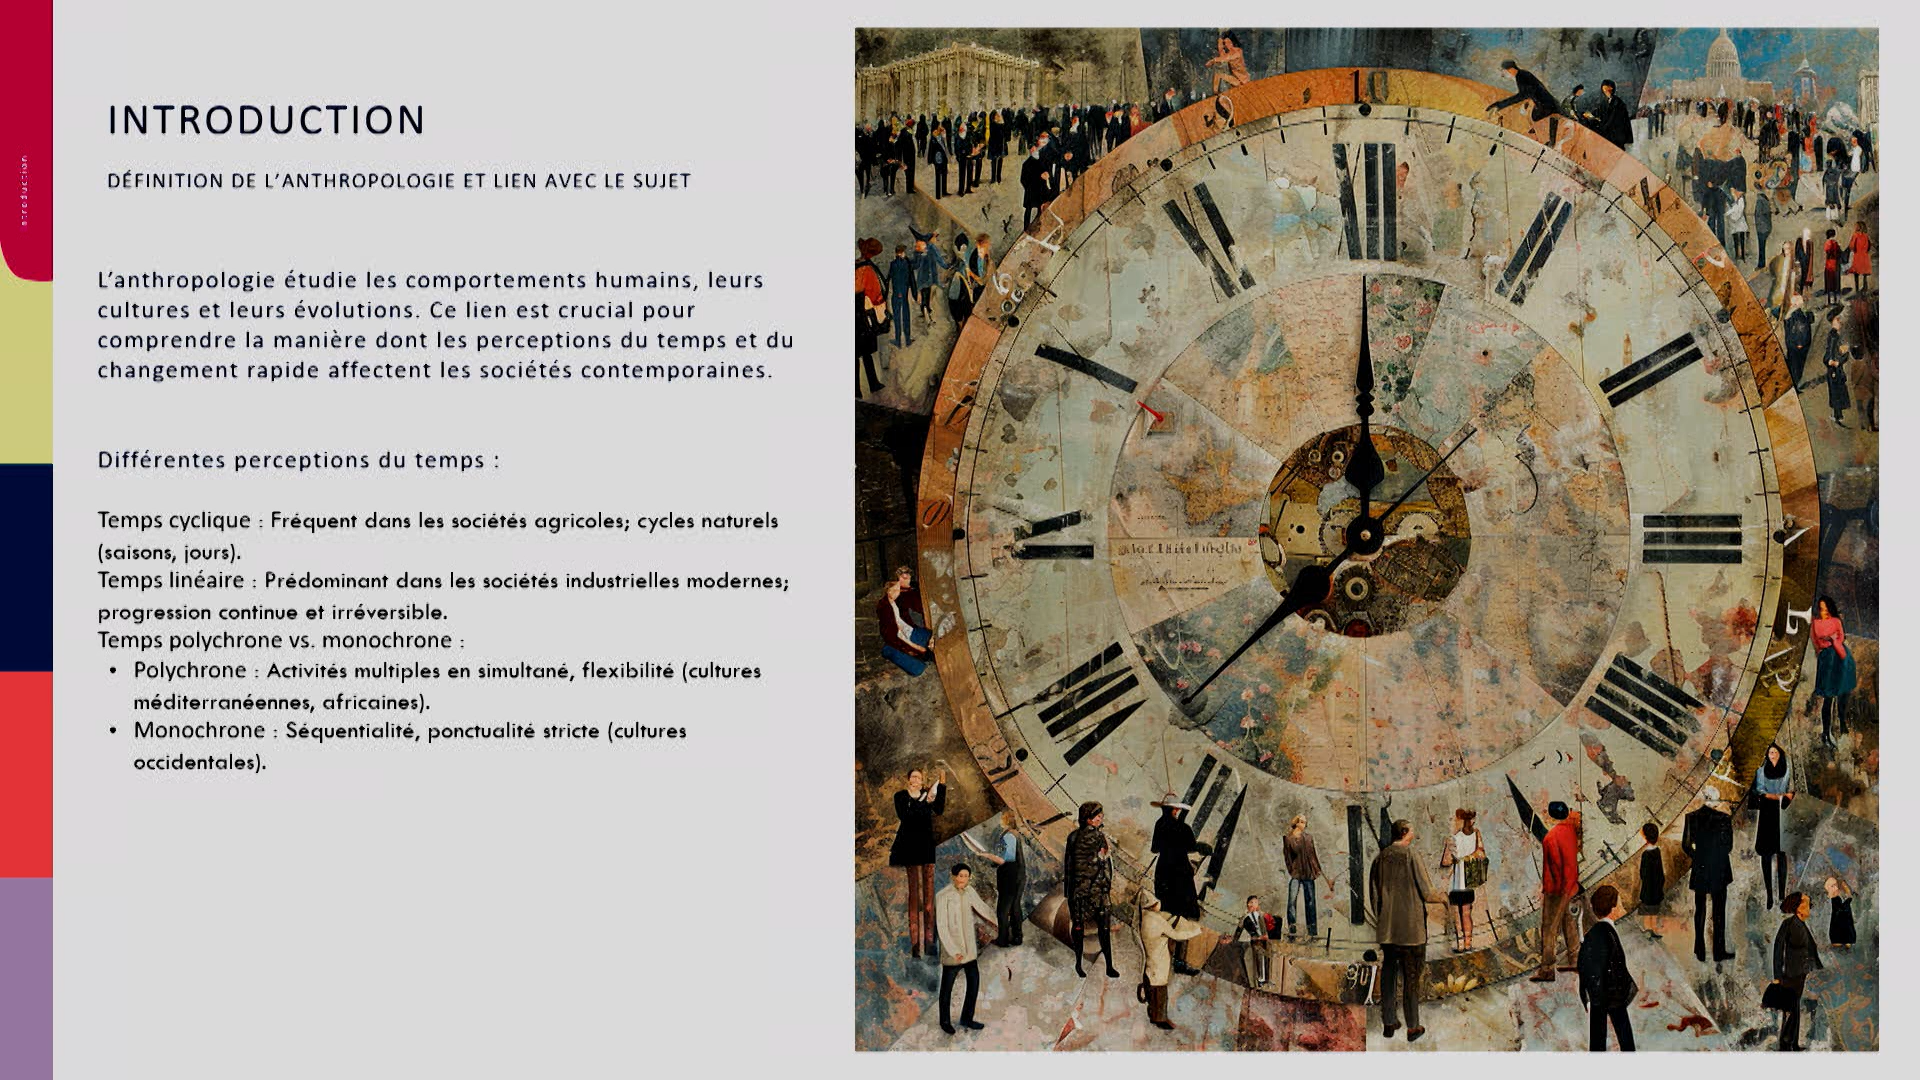 Introduction
INTRODUCTION
DÉFINITION DE L’ANTHROPOLOGIE ET LIEN AVEC LE SUJET
L’anthropologie étudie les comportements humains, leurs
cultures et leurs évolutions. Ce lien est crucial pour
comprendre la manière dont les perceptions du temps et du
changement rapide affectent les sociétés contemporaines.
Différentes perceptions du temps :
Temps cyclique : Fréquent dans les sociétés agricoles; cycles naturels
(saisons, jours).
Temps linéaire : Prédominant dans les sociétés industrielles modernes;
progression continue et irréversible.
Temps polychrone vs. monochrone :
• Polychrone : Activités multiples en simultané, flexibilité (cultures
méditerranéennes, africaines).
• Monochrone : Séquentialité, ponctualité stricte (cultures
occidentales).